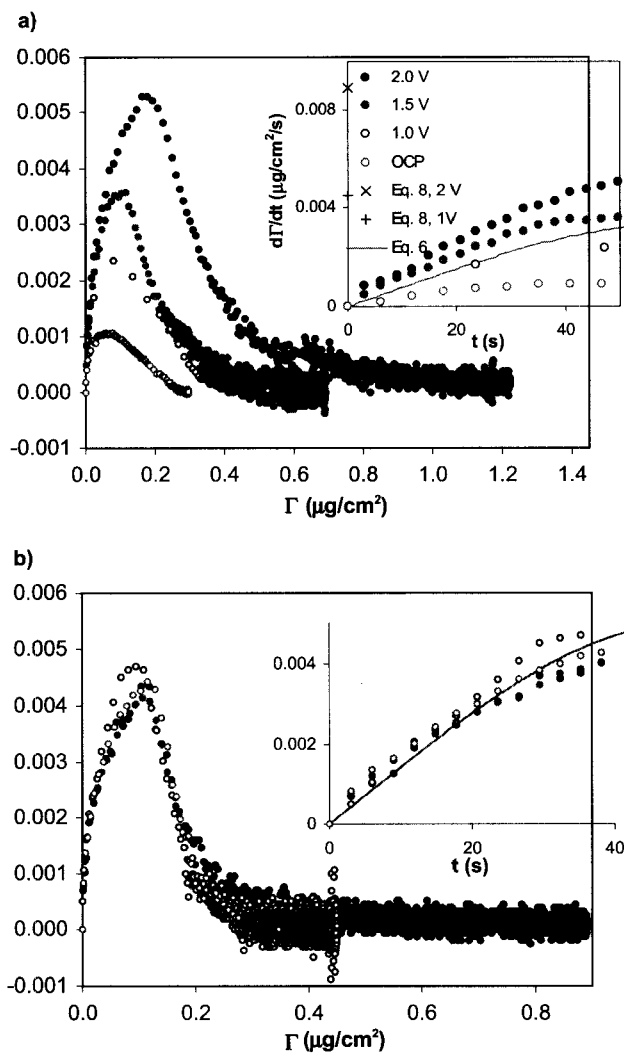 a)
0.006
0.005
0.004
0.003
0.002
0.001
0.000
-0.001
0.0 0.2 0.4 0.6 0.8 1.0 1.2 1.4
Γ (μg/cm²)
dΓ/dt (μg/cm²/s)
0.008
0.004
0
0 20 40
t (s)
2.0 V
1.5 V
1.0 V
OCP
Eq. 8, 2 V
Eq. 8, 1V
Eq. 6
b)
0.006
0.005
0.004
0.003
0.002
0.001
0.000
-0.001
0.0 0.2 0.4 0.6 0.8
Γ (μg/cm²)
0.004
0.002
0
0 20 40
t (s)